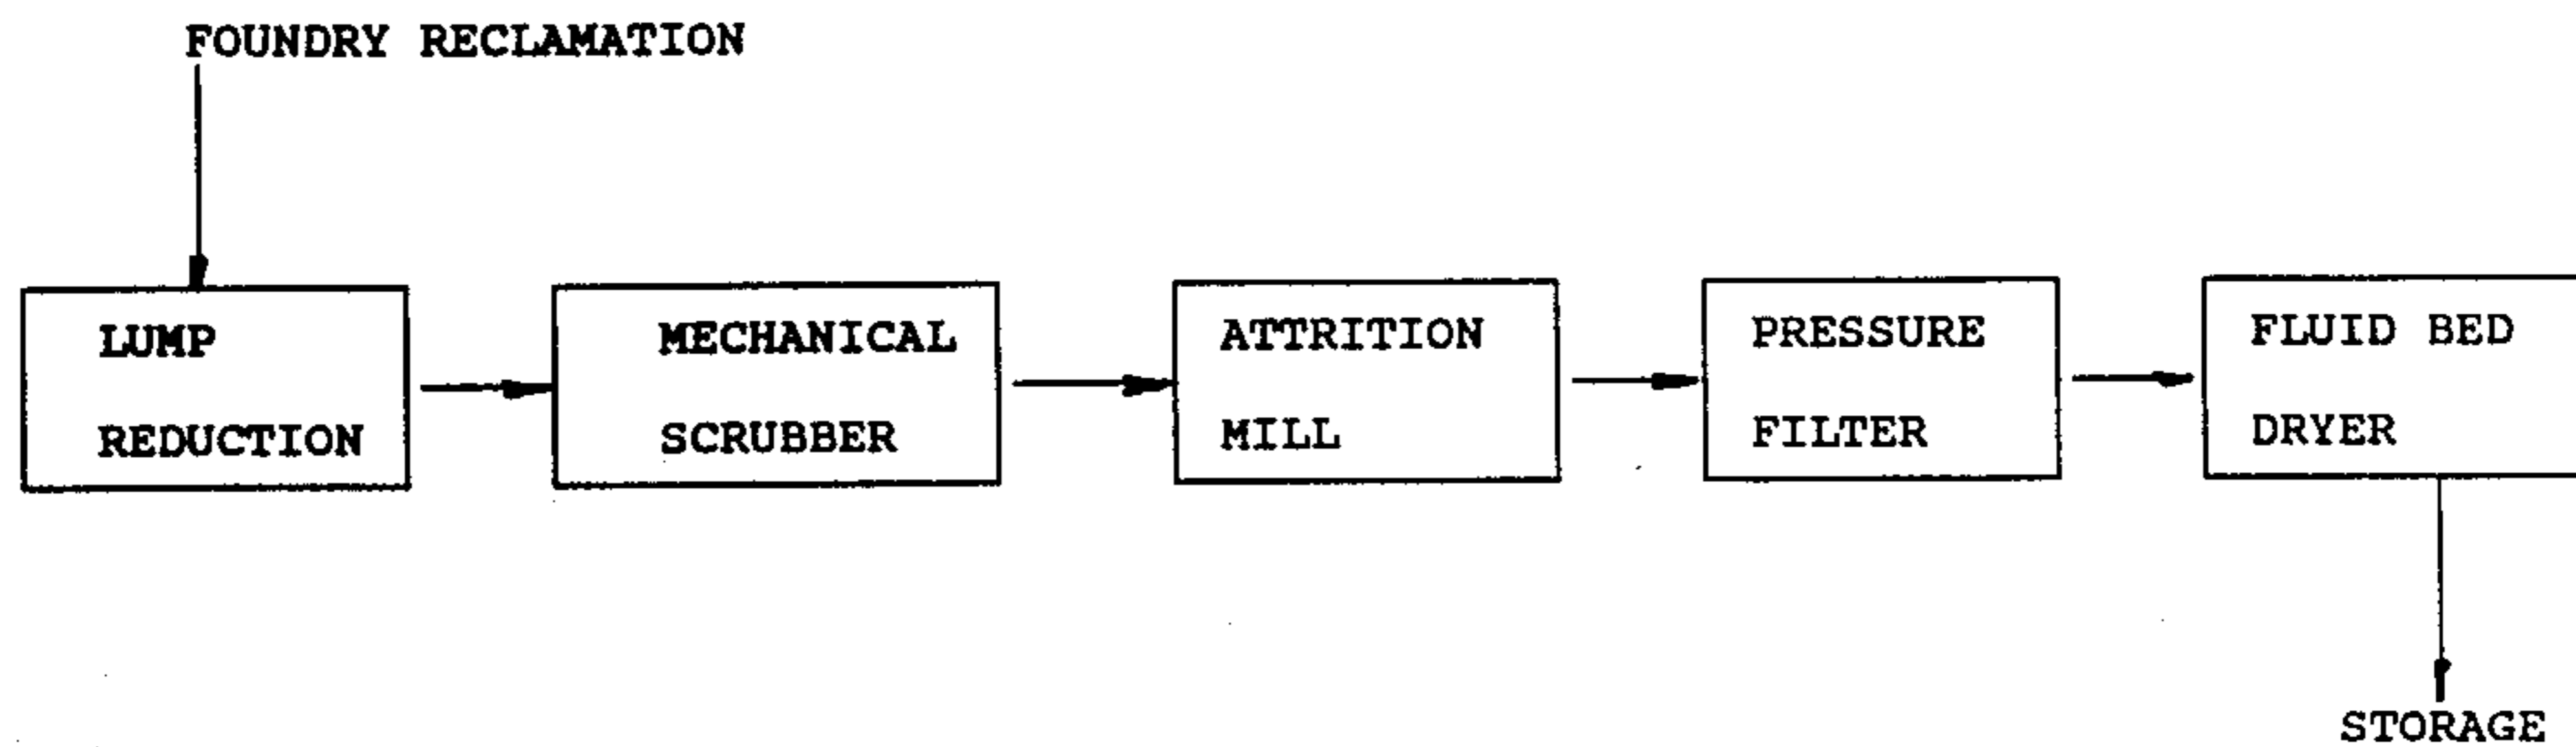 FOUNDRY RECLAMATION
LUMP
REDUCTION
MECHANICAL
SCRUBBER
ATTRITION
MILL
PRESSURE
FILTER
FLUID BED
DRYER
STORAGE